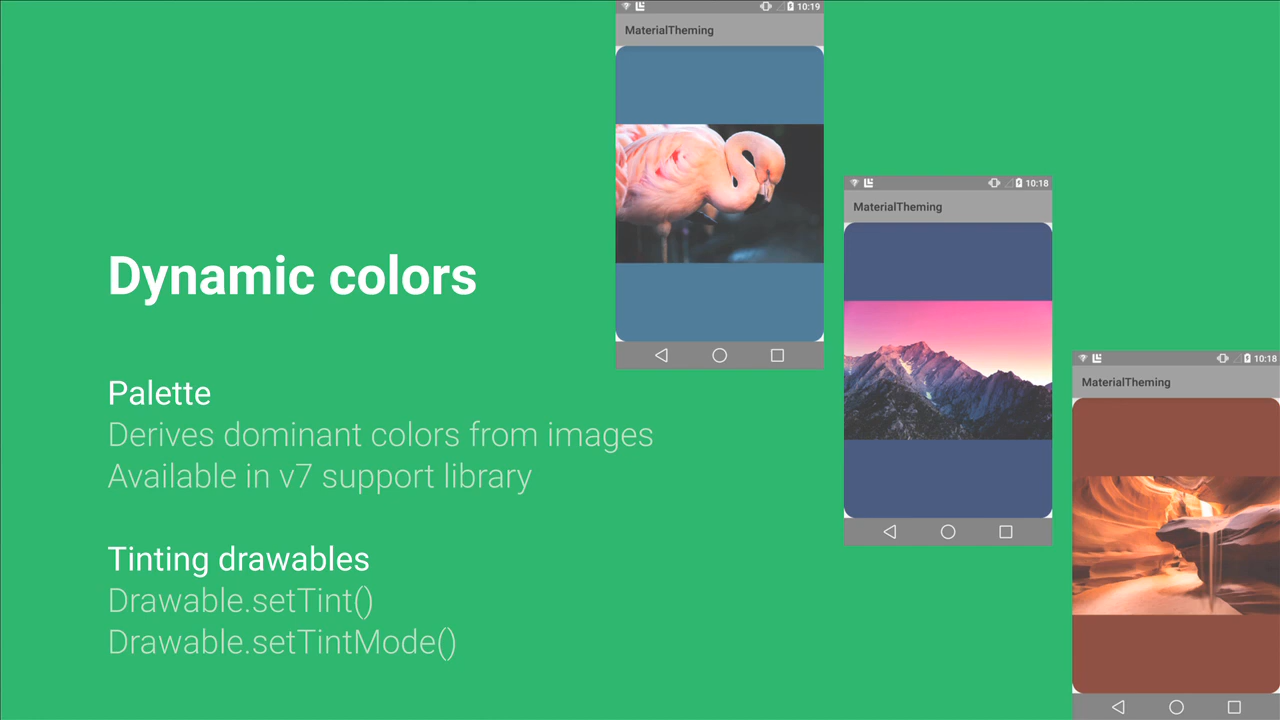 Dynamic colors
Palette
Derives dominant colors from images
Available in v7 support library
Tinting drawables
Drawable.setTint()
Drawable.setTintMode()
10:19
MaterialTheming
10:18
MaterialTheming
10:18
MaterialTheming